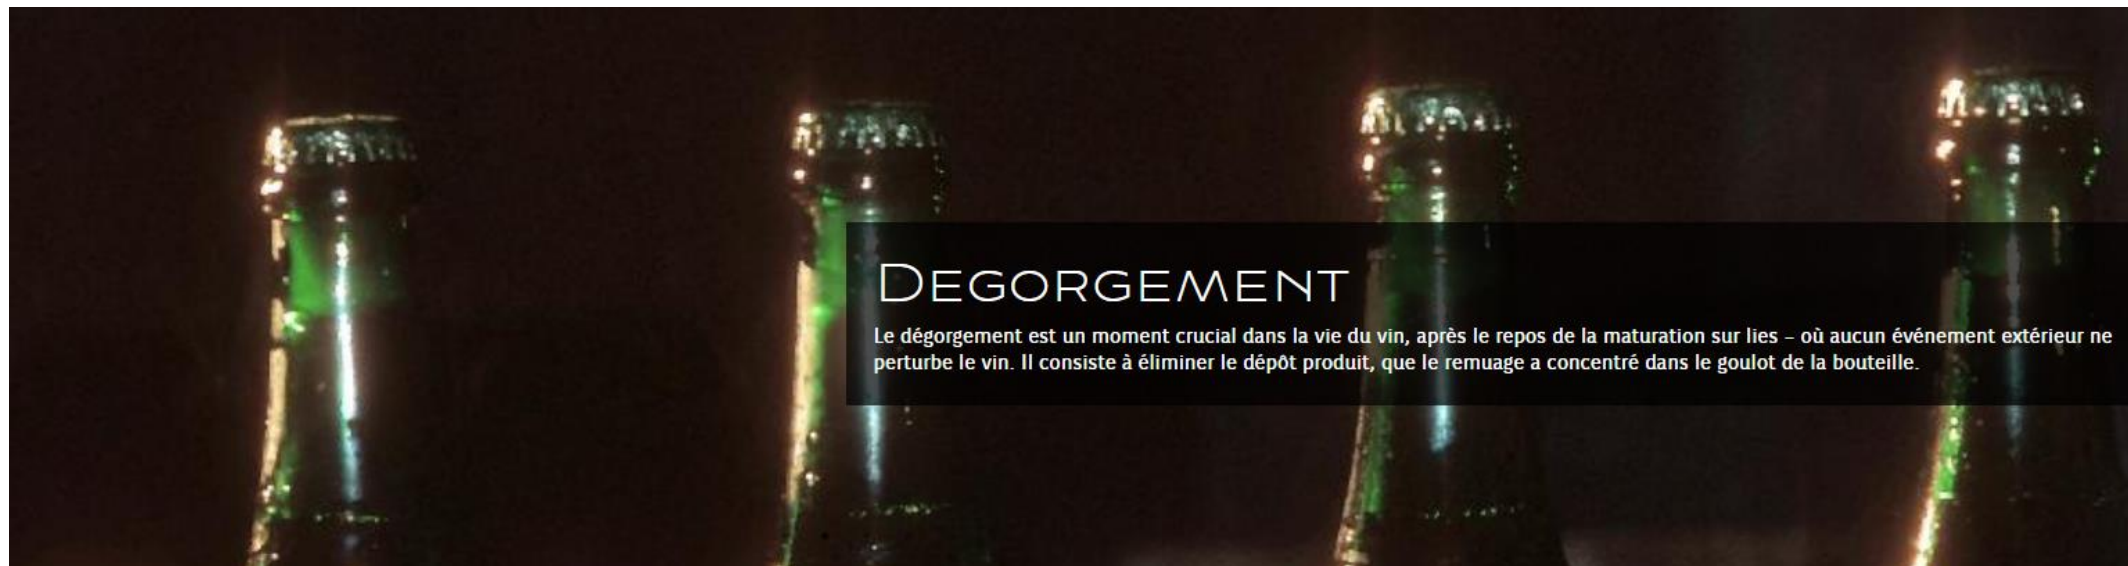 DEGORGEMENT
Le dégorgement est un moment crucial dans la vie du vin, après le repos de la maturation sur lies – où aucun événement extérieur ne
perturbe le vin. Il consiste à éliminer le dépôt produit, que le remuage a concentré dans le goulot de la bouteille.